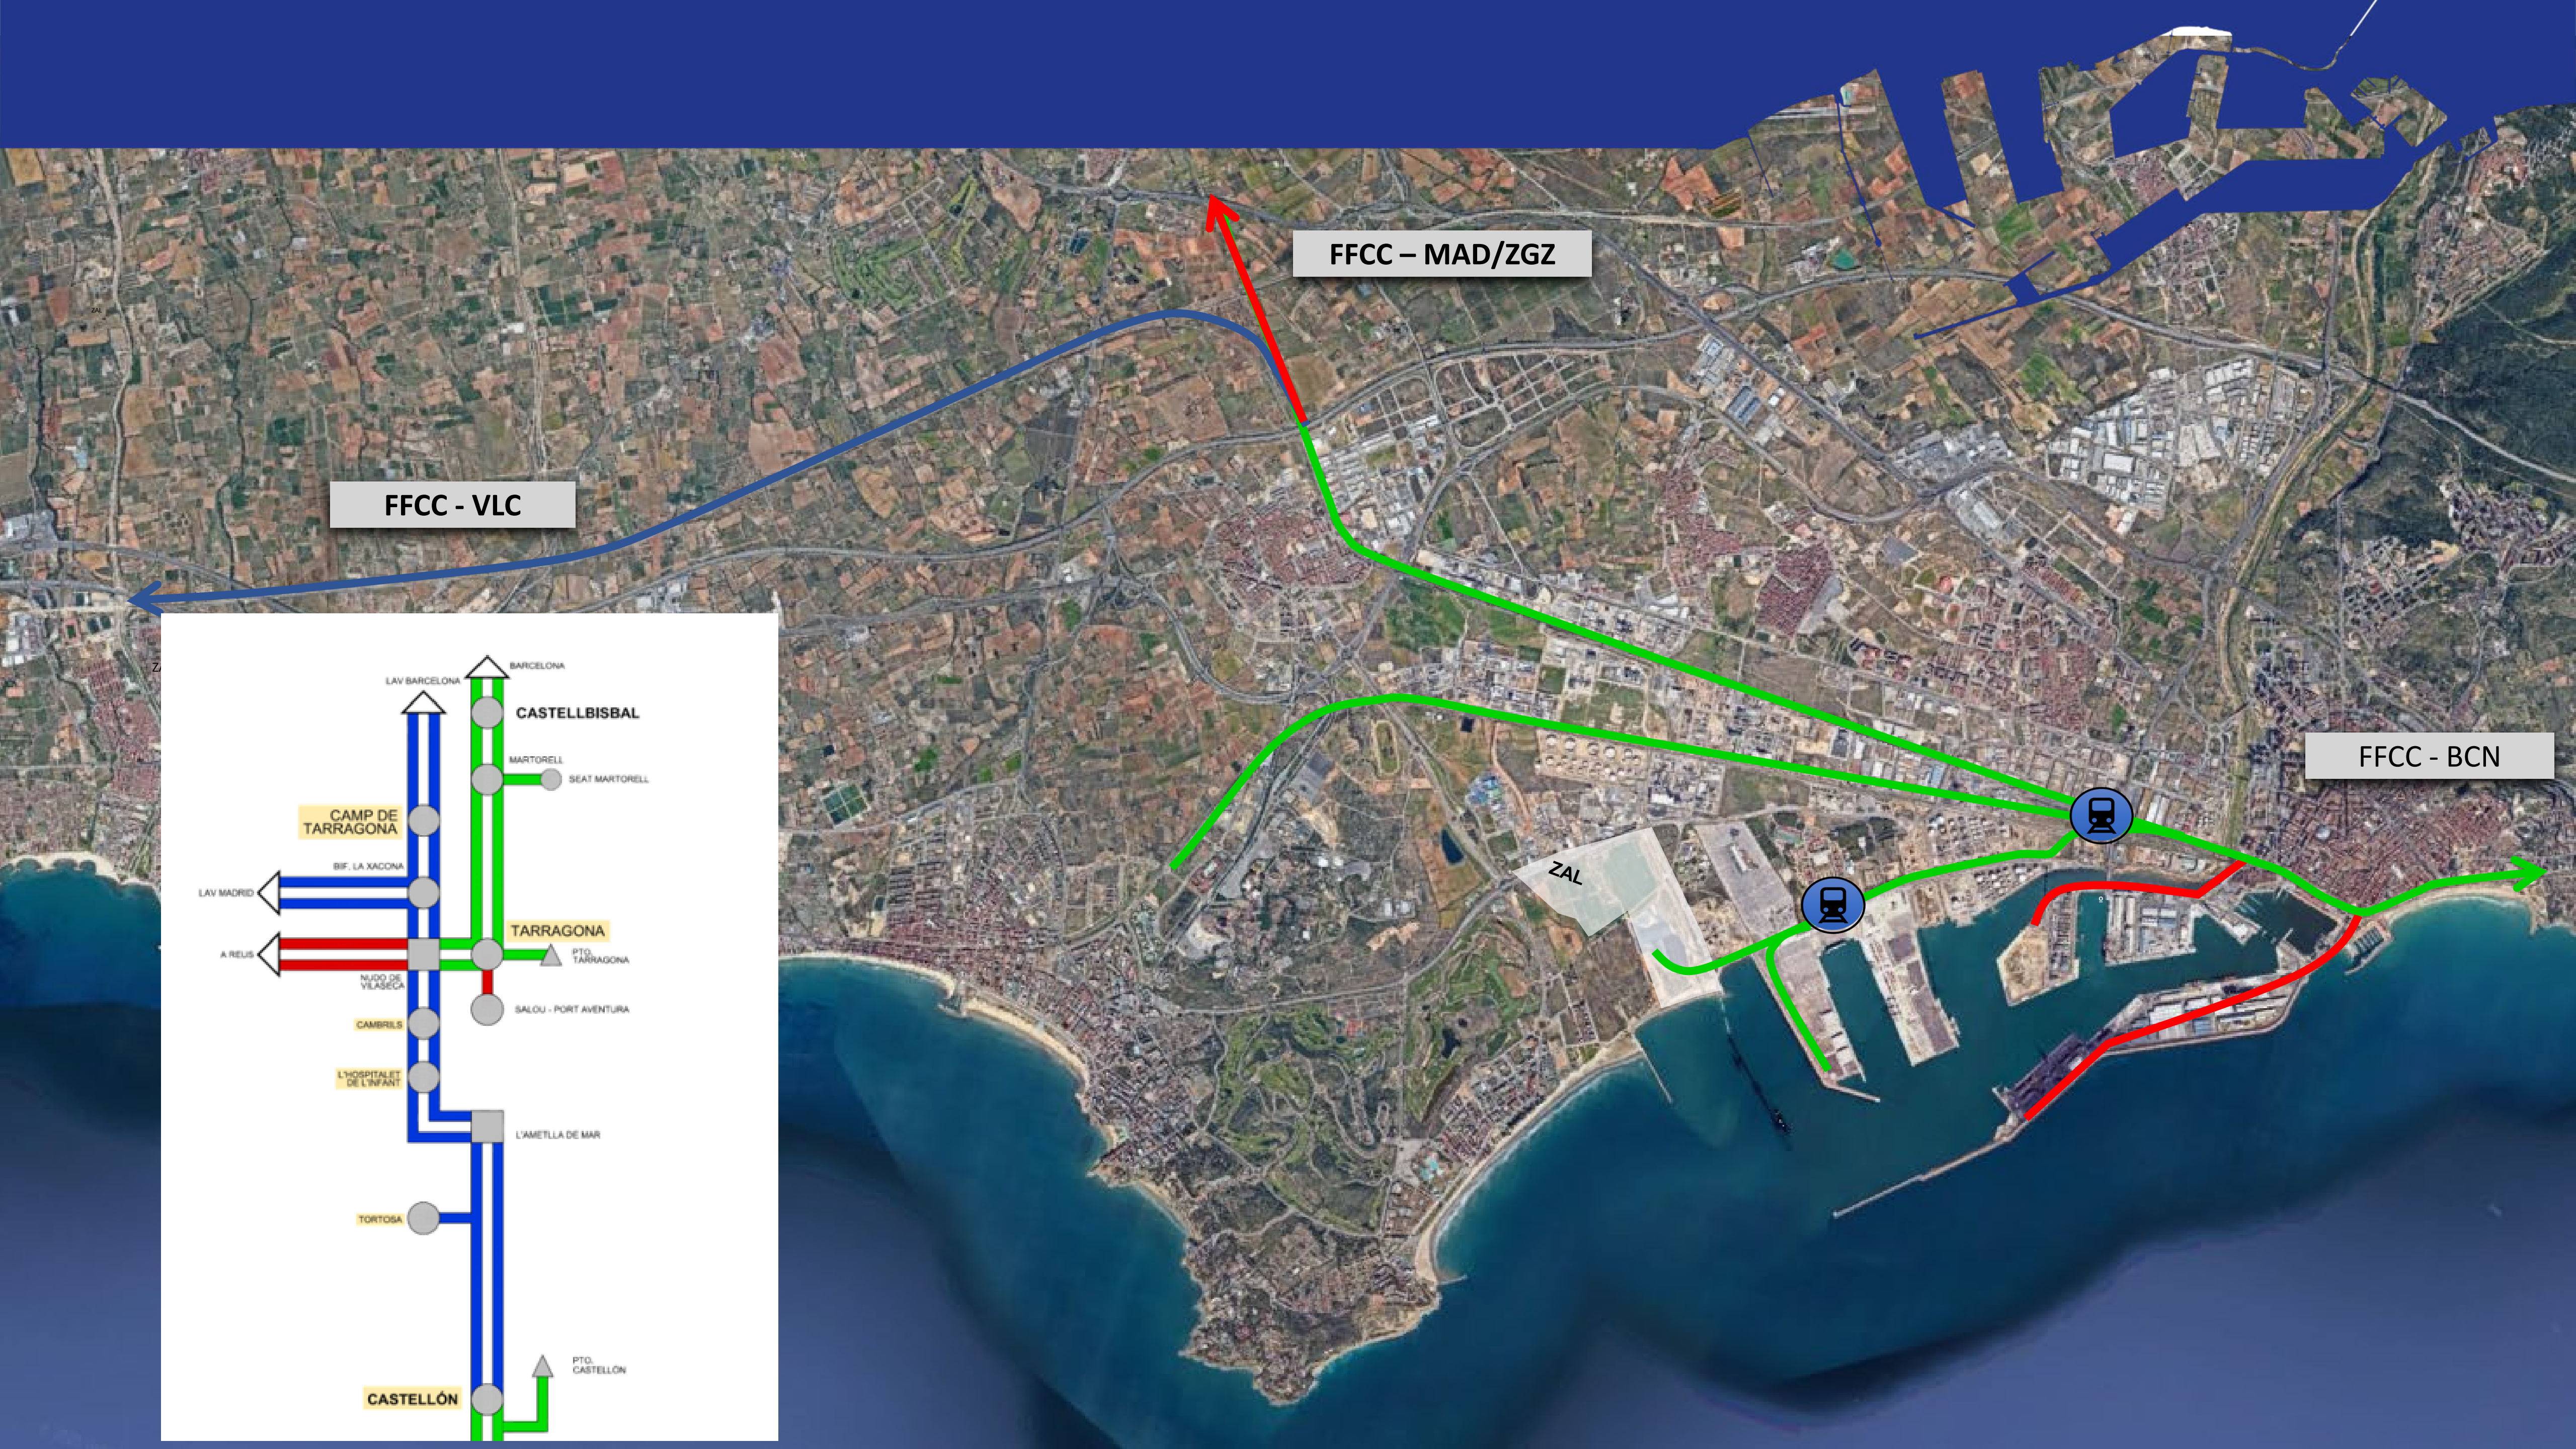 FFCC – MAD/ZGZ
ZAL
FFCC - VLC
BARCELONA
LAV BARCELONA
CASTELLBISBAL
MARTORELL
SEAT MARTORELL
CAMP DE
TARRAGONA
BIF. LA XACONA
LAV MADRID
TARRAGONA
A REUS
PTO.
TARRAGONA
NUDO DE
VILASECA
SALOU - PORT AVENTURA
CAMBRILS
L'HOSPITALET
DE L'INFANT
L'AMETLLA DE MAR
TORTOSA
PTO.
CASTELLÓN
CASTELLÓN
FFCC - BCN
ZAL